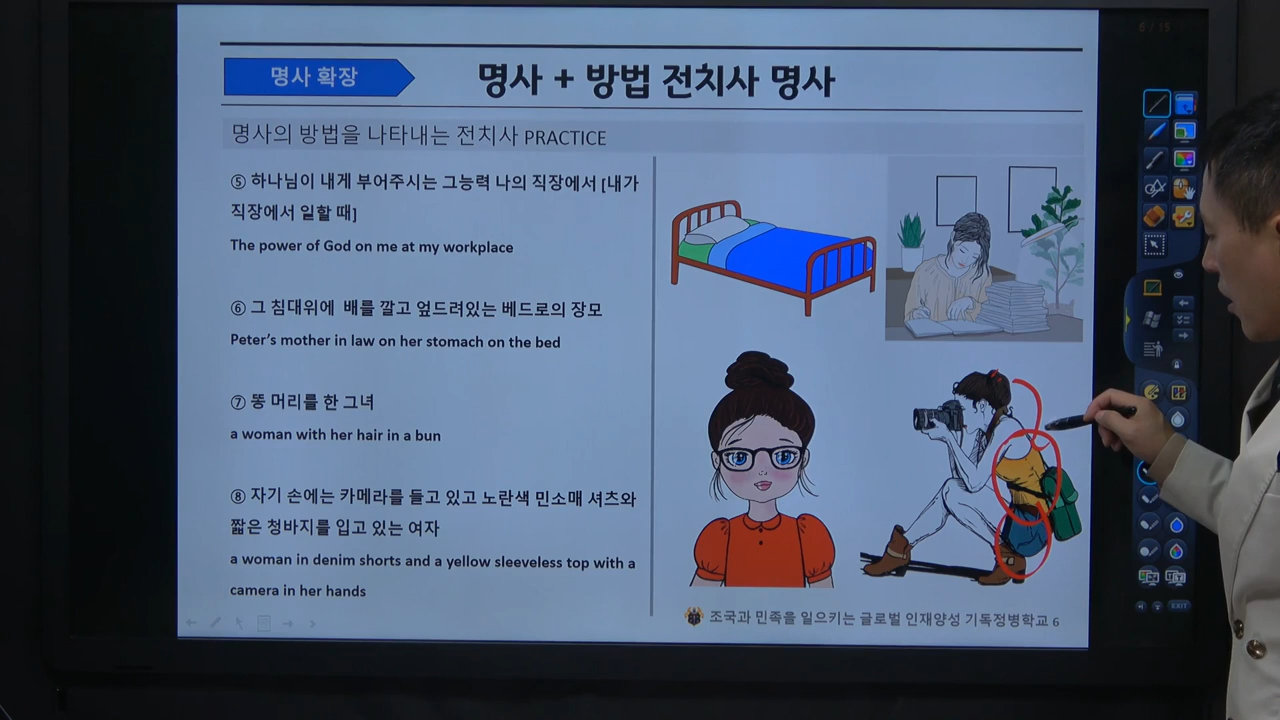 6 / 15
명사 확장
명사 + 방법 전치사 명사
명사의 방법을 나타내는 전치사 PRACTICE
⑤ 하나님이 내게 부어주시는 그능력 나의 직장에서 [내가
직장에서 일할 때]
The power of God on me at my workplace
⑥ 그 침대위에 배를 깔고 엎드려있는 베드로의 장모
Peter’s mother in law on her stomach on the bed
⑦ 똥 머리를 한 그녀
a woman with her hair in a bun
⑧ 자기 손에는 카메라를 들고 있고 노란색 민소매 셔츠와
짧은 청바지를 입고 있는 여자
a woman in denim shorts and a yellow sleeveless top with a
camera in her hands
조국과 민족을 일으키는 글로벌 인재양성 기독정병학교 6
EXIT